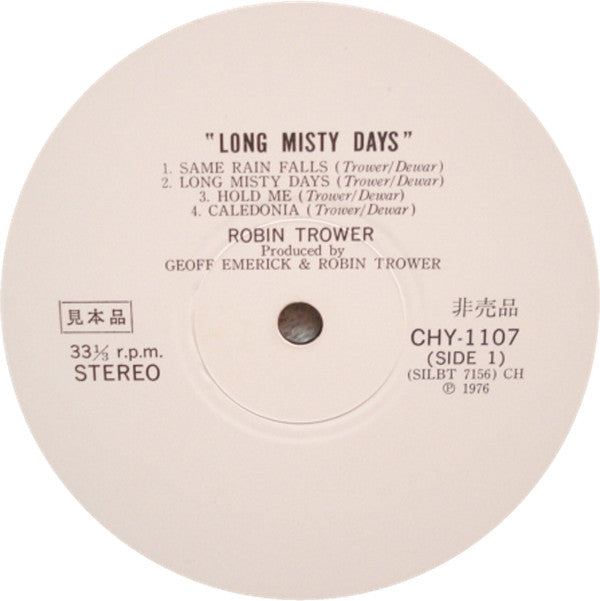 "LONG MISTY DAYS"
1. SAME RAIN FALLS (Trower/Dewar)
2. LONG MISTY DAYS (Trower/Dewar)
3. HOLD ME (Trower/Dewar)
4. CALEDONIA (Trower/Dewar)
ROBIN TROWER
Produced by
GEOFF EMERICK & ROBIN TROWER
見本品
33⅓ r.p.m.
STEREO
非売品
CHY-1107
(SIDE 1)
(SILBT 7156) CH
℗ 1976